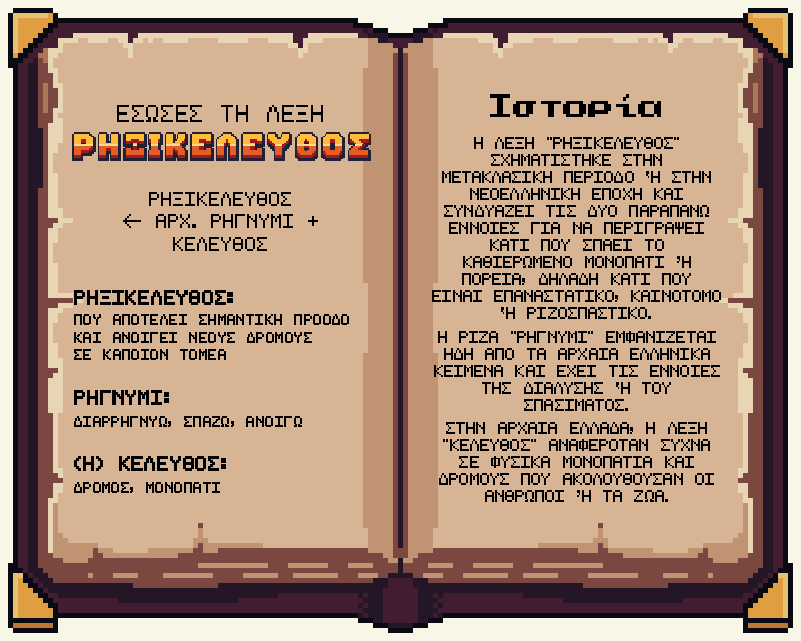 ΕΣΩΣΕΣ ΤΗ ΛΕΞΗ
ΡΗΞΙΚΕΛΕΥΘΟΣ
ΡΗΞΙΚΕΛΕΥΘΟΣ
← ΑΡΧ. ΡΗΓΝΥΜΙ +
ΚΕΛΕΥΘΟΣ
ΡΗΞΙΚΕΛΕΥΘΟΣ:
ΠΟΥ ΑΠΟΤΕΛΕΙ ΣΗΜΑΝΤΙΚΗ ΠΡΟΟΔΟ
ΚΑΙ ΑΝΟΙΓΕΙ ΝΕΟΥΣ ΔΡΟΜΟΥΣ
ΣΕ ΚΑΠΟΙΟΝ ΤΟΜΕΑ
ΡΗΓΝΥΜΙ:
ΔΙΑΡΡΗΓΝΥΩ, ΣΠΑΖΩ, ΑΝΟΙΓΩ
(Η) ΚΕΛΕΥΘΟΣ:
ΔΡΟΜΟΣ, ΜΟΝΟΠΑΤΙ
Ιστορία
Η ΛΕΞΗ "ΡΗΞΙΚΕΛΕΥΘΟΣ"
ΣΧΗΜΑΤΙΣΤΗΚΕ ΣΤΗΝ
ΜΕΤΑΚΛΑΣΙΚΗ ΠΕΡΙΟΔΟ Ή ΣΤΗΝ
ΝΕΟΕΛΛΗΝΙΚΗ ΕΠΟΧΗ ΚΑΙ
ΣΥΝΔΥΑΖΕΙ ΤΙΣ ΔΥΟ ΠΑΡΑΠΑΝΩ
ΕΝΝΟΙΕΣ ΓΙΑ ΝΑ ΠΕΡΙΓΡΑΨΕΙ
ΚΑΤΙ ΠΟΥ ΣΠΑΕΙ ΤΟ
ΚΑΘΙΕΡΩΜΕΝΟ ΜΟΝΟΠΑΤΙ Ή
ΠΟΡΕΙΑ, ΔΗΛΑΔΗ ΚΑΤΙ ΠΟΥ
ΕΙΝΑΙ ΕΠΑΝΑΣΤΑΤΙΚΟ, ΚΑΙΝΟΤΟΜΟ
Ή ΡΙΖΟΣΠΑΣΤΙΚΟ.
Η ΡΙΖΑ "ΡΗΓΝΥΜΙ" ΕΜΦΑΝΙΖΕΤΑΙ
ΗΔΗ ΑΠΟ ΤΑ ΑΡΧΑΙΑ ΕΛΛΗΝΙΚΑ
ΚΕΙΜΕΝΑ ΚΑΙ ΕΧΕΙ ΤΙΣ ΕΝΝΟΙΕΣ
ΤΗΣ ΔΙΑΛΥΣΗΣ Ή ΤΟΥ
ΣΠΑΣΙΜΑΤΟΣ.
ΣΤΗΝ ΑΡΧΑΙΑ ΕΛΛΑΔΑ, Η ΛΕΞΗ
"ΚΕΛΕΥΘΟΣ" ΑΝΑΦΕΡΟΤΑΝ ΣΥΧΝΑ
ΣΕ ΦΥΣΙΚΑ ΜΟΝΟΠΑΤΙΑ ΚΑΙ
ΔΡΟΜΟΥΣ ΠΟΥ ΑΚΟΛΟΥΘΟΥΣΑΝ ΟΙ
ΑΝΘΡΩΠΟΙ Ή ΤΑ ΖΩΑ.